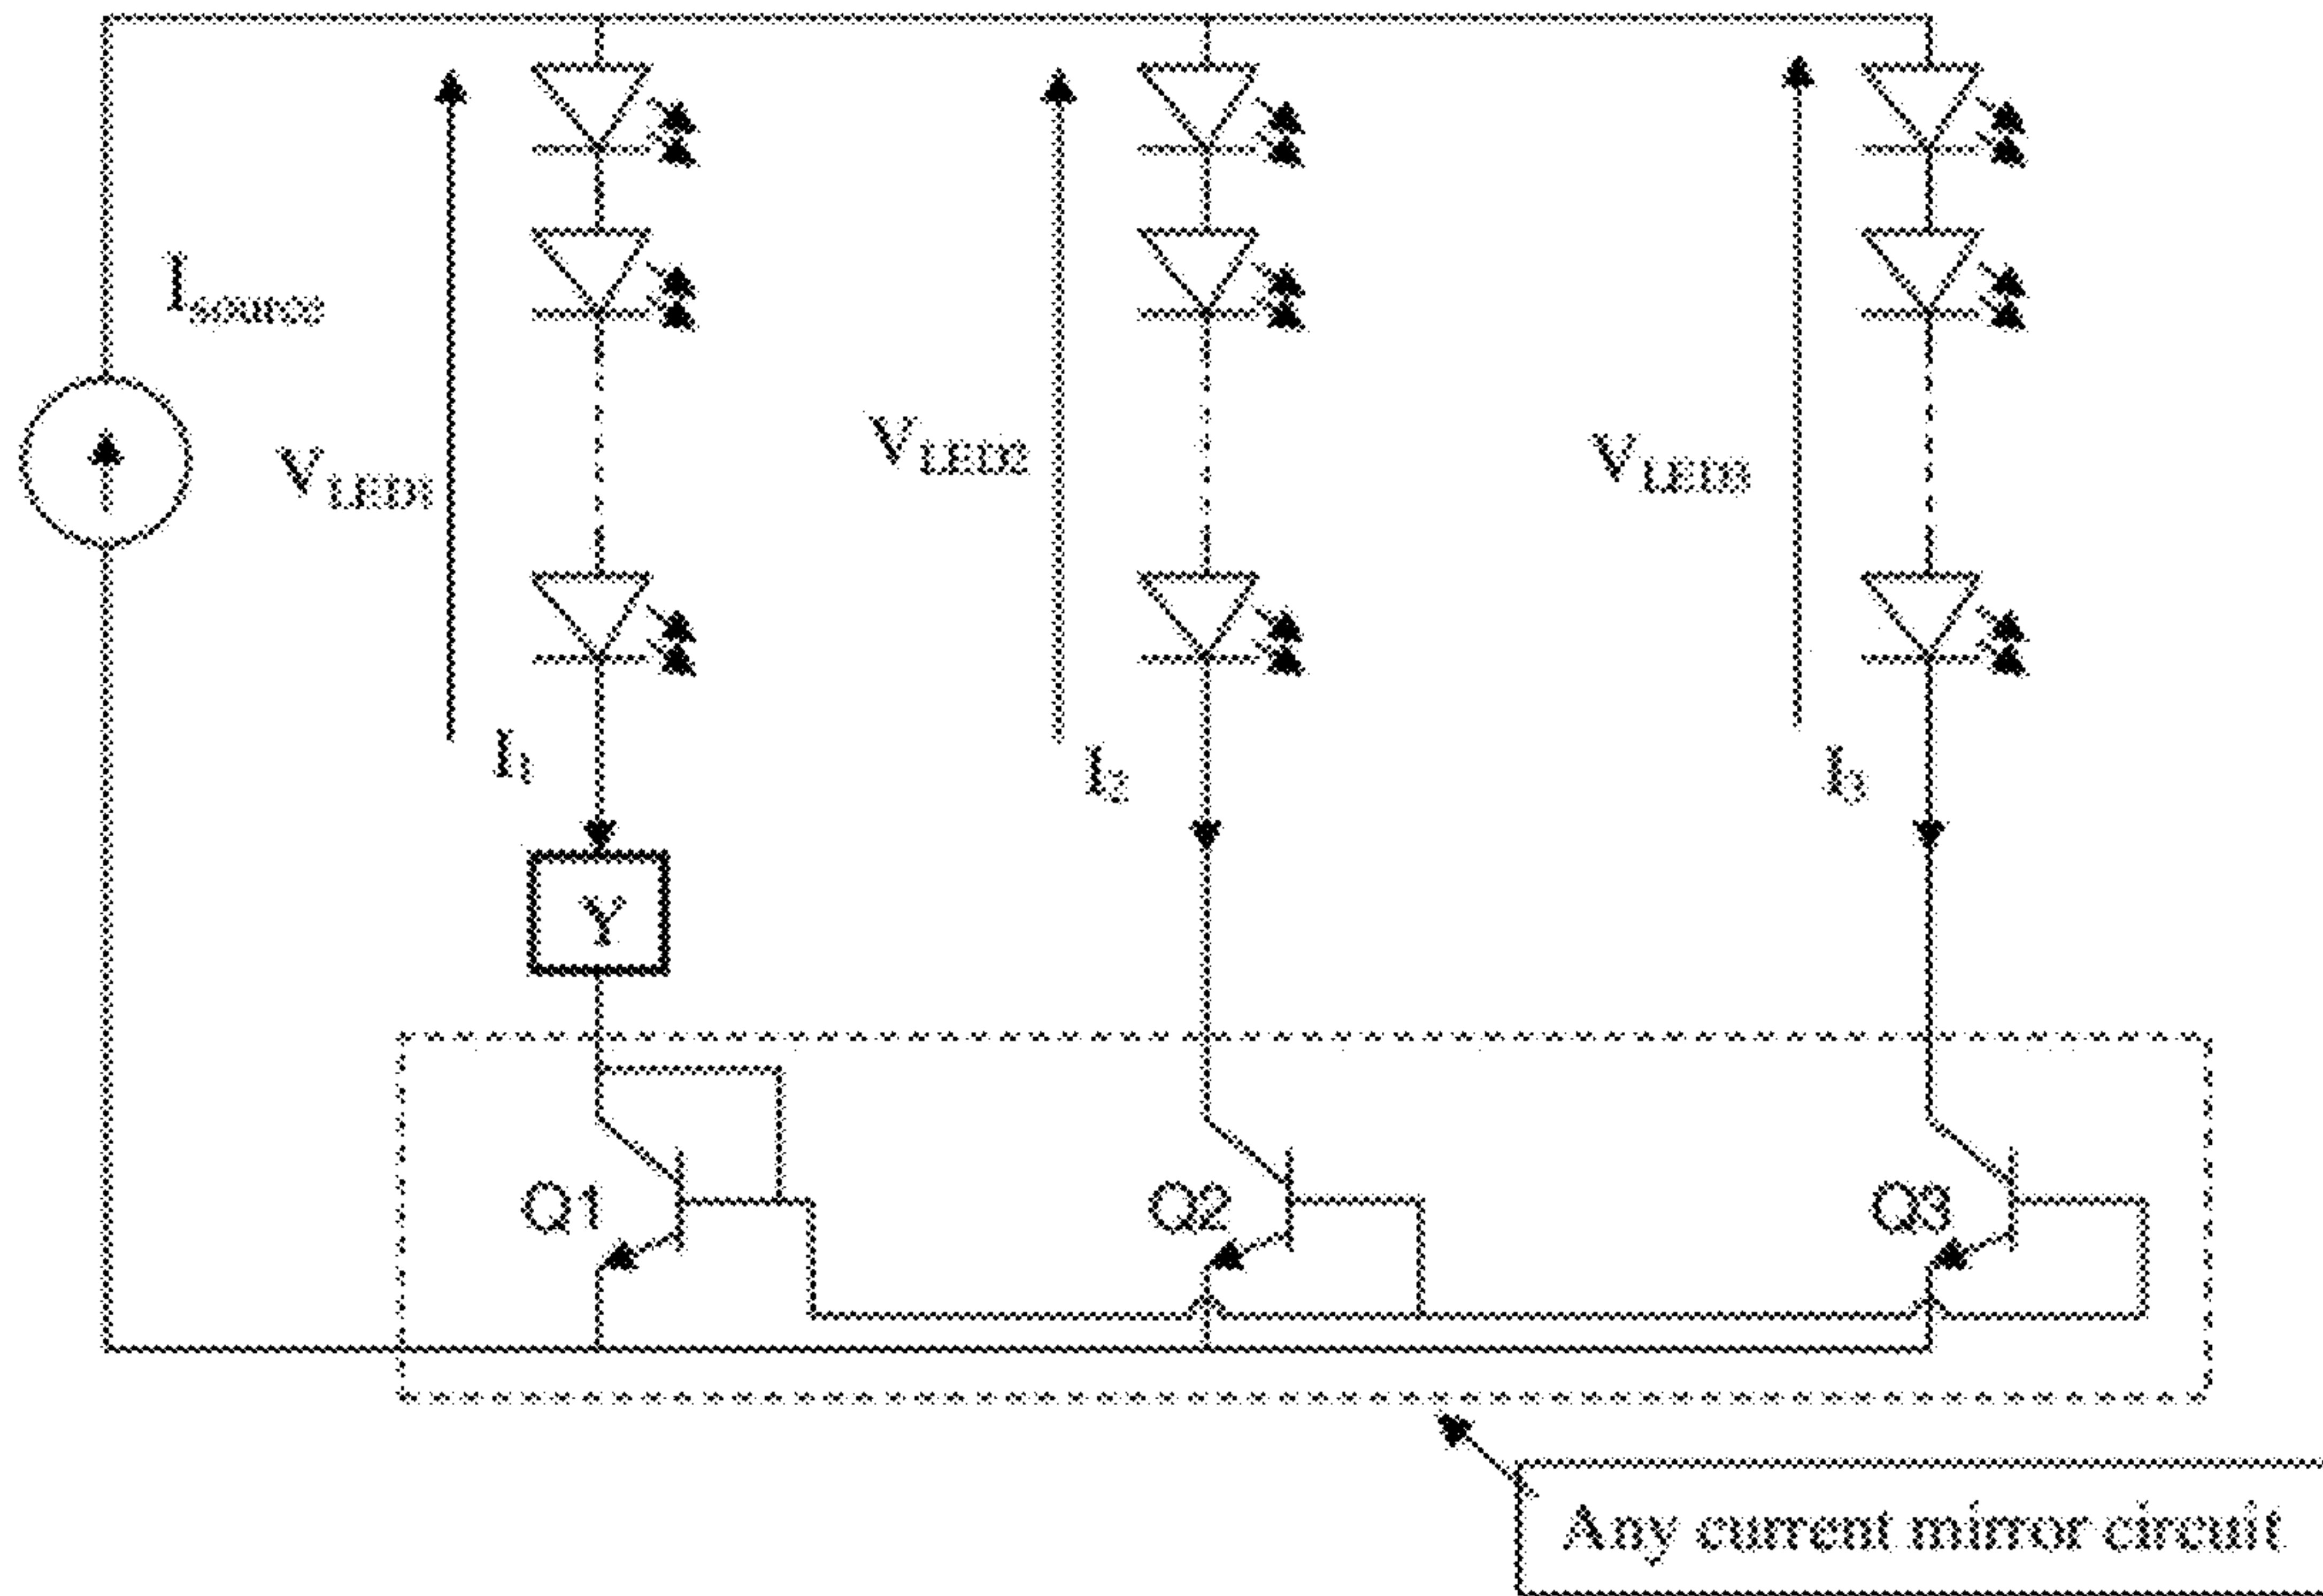 Isource
VLED1
VLED2
VLED3
I1
I2
I3
Y
Q1
Q2
Q3
Any current mirror circuit